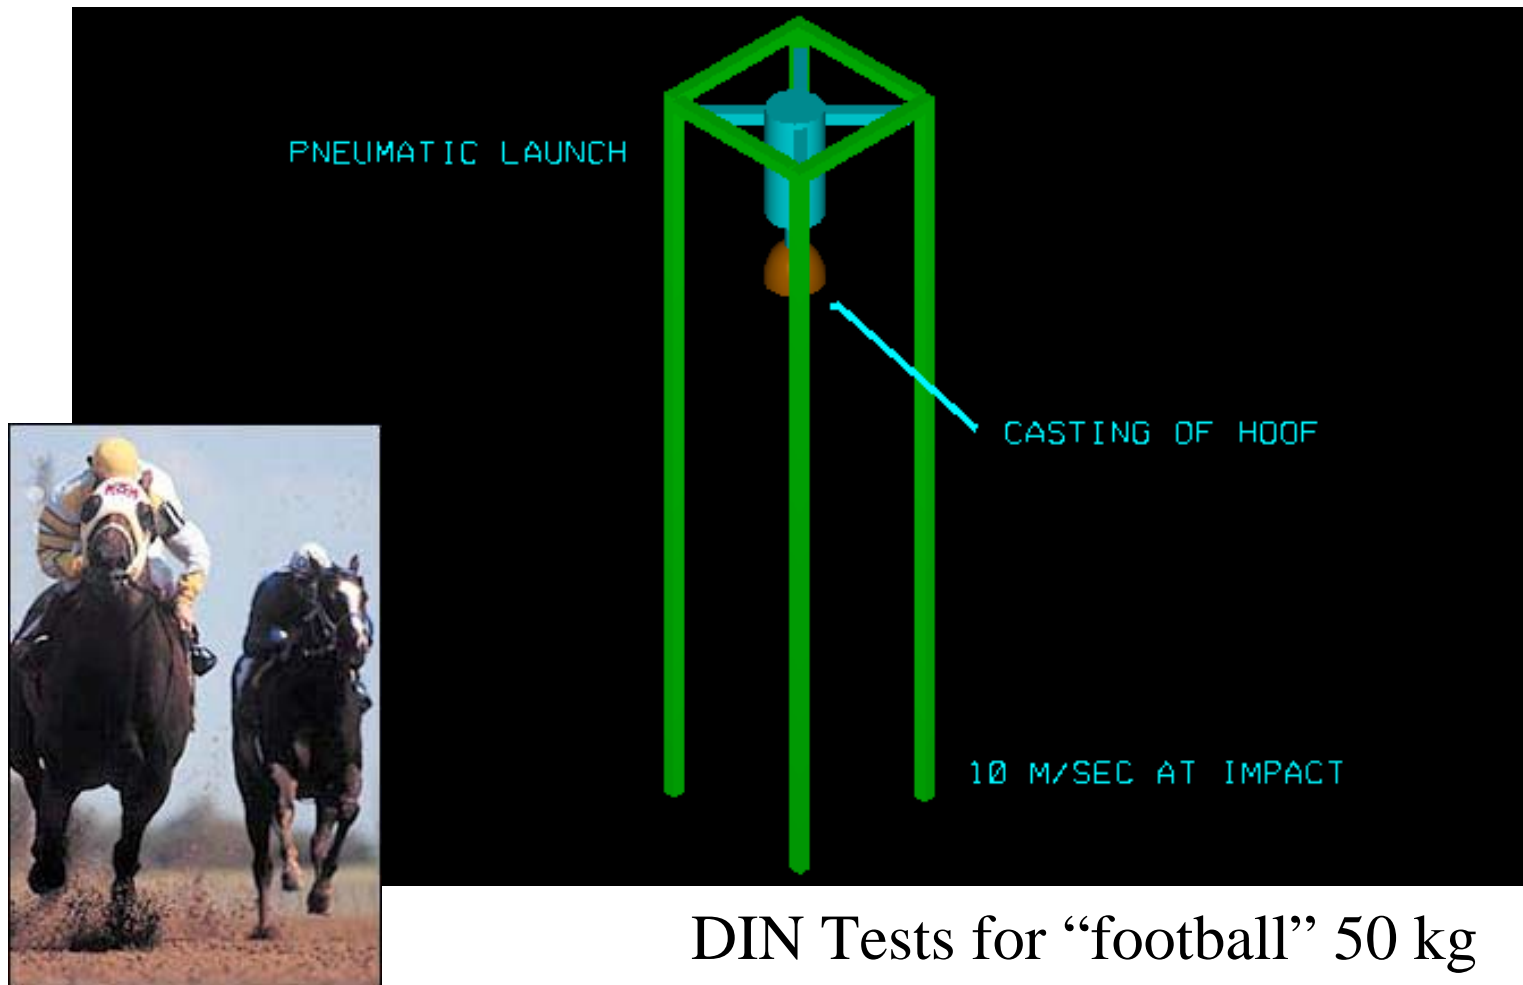 PNEUMATIC LAUNCH
CASTING OF HOOF
10 M/SEC AT IMPACT
DIN Tests for “football” 50 kg